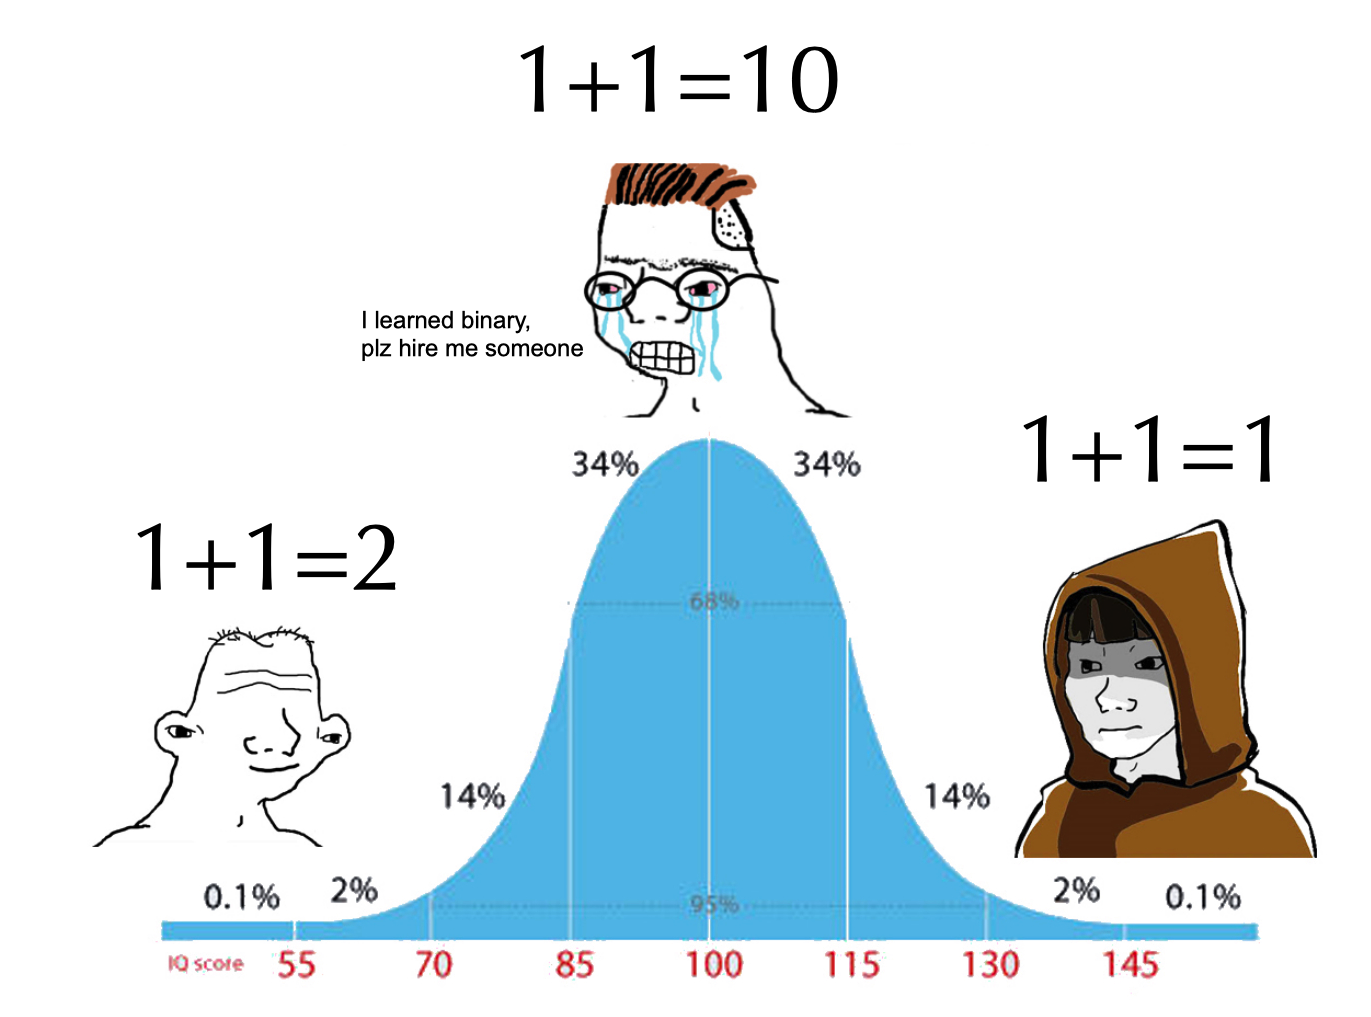 1+1=10
I learned binary,
plz hire me someone
34% 34%
1+1=1
1+1=2
68%
14% 14%
0.1% 2% 95% 2% 0.1%
IQ score 55 70 85 100 115 130 145